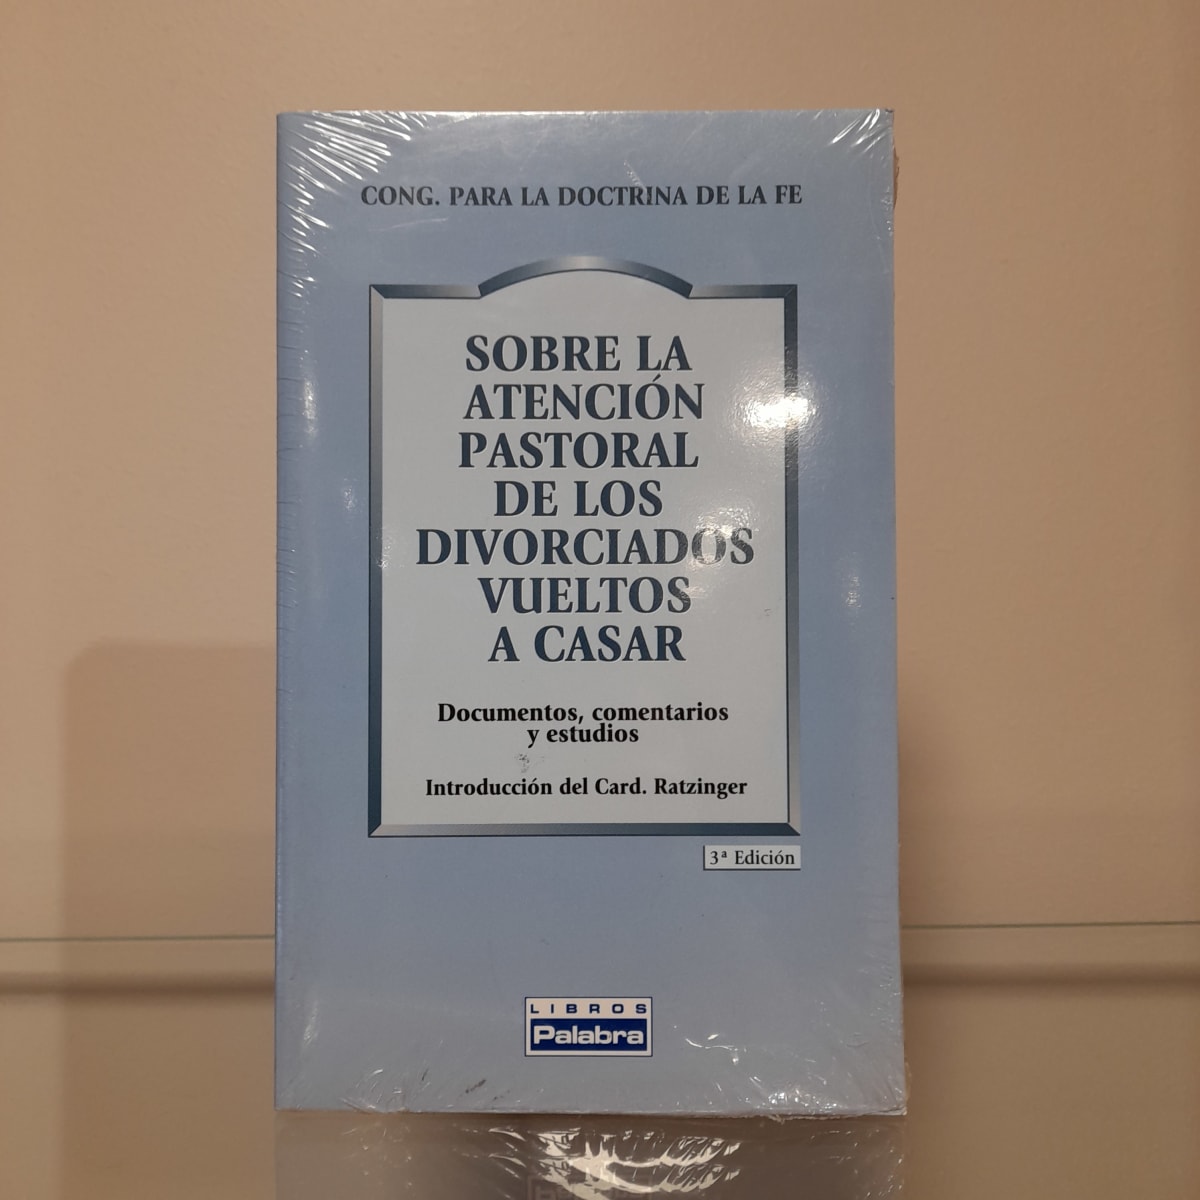 CONG. PARA LA DOCTRINA DE LA FE
SOBRE LA
ATENCIÓN
PASTORAL
DE LOS
DIVORCIADOS
VUELTOS
A CASAR
Documentos, comentarios
y estudios
Introducción del Card. Ratzinger
3ª Edición
LIBROS
Palabra